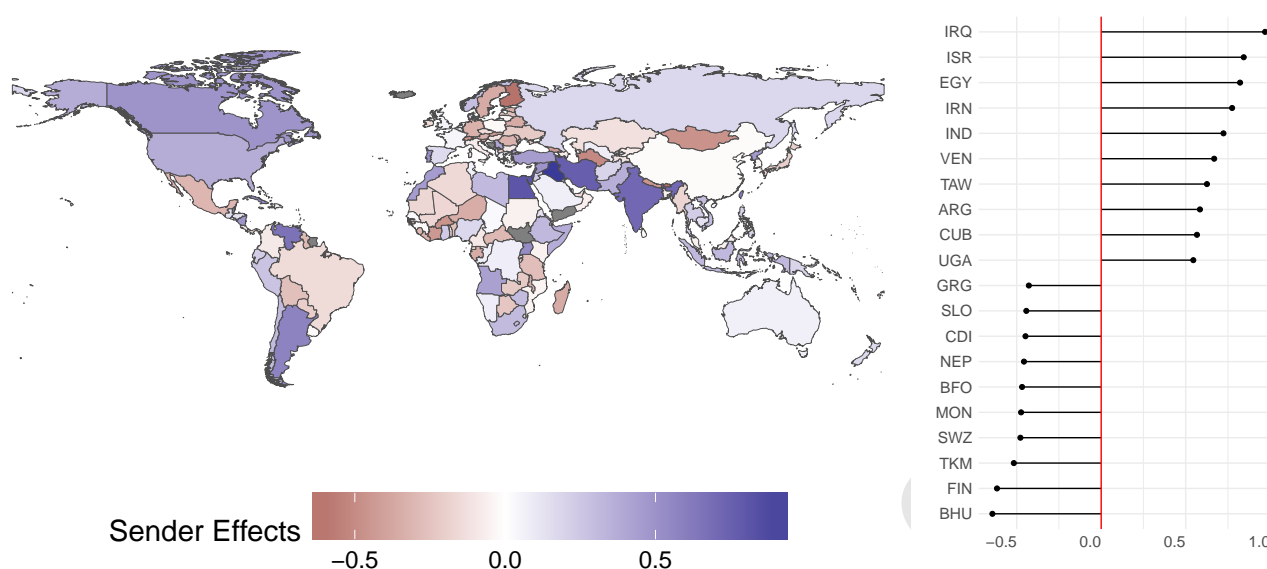 IRQ
ISR
EGY
IRN
IND
VEN
TAW
ARG
CUB
UGA
GRG
SLO
CDI
NEP
BFO
MON
SWZ
TKM
FIN
BHU
−0.5 0.0 0.5 1.0
Sender Effects
−0.5 0.0 0.5